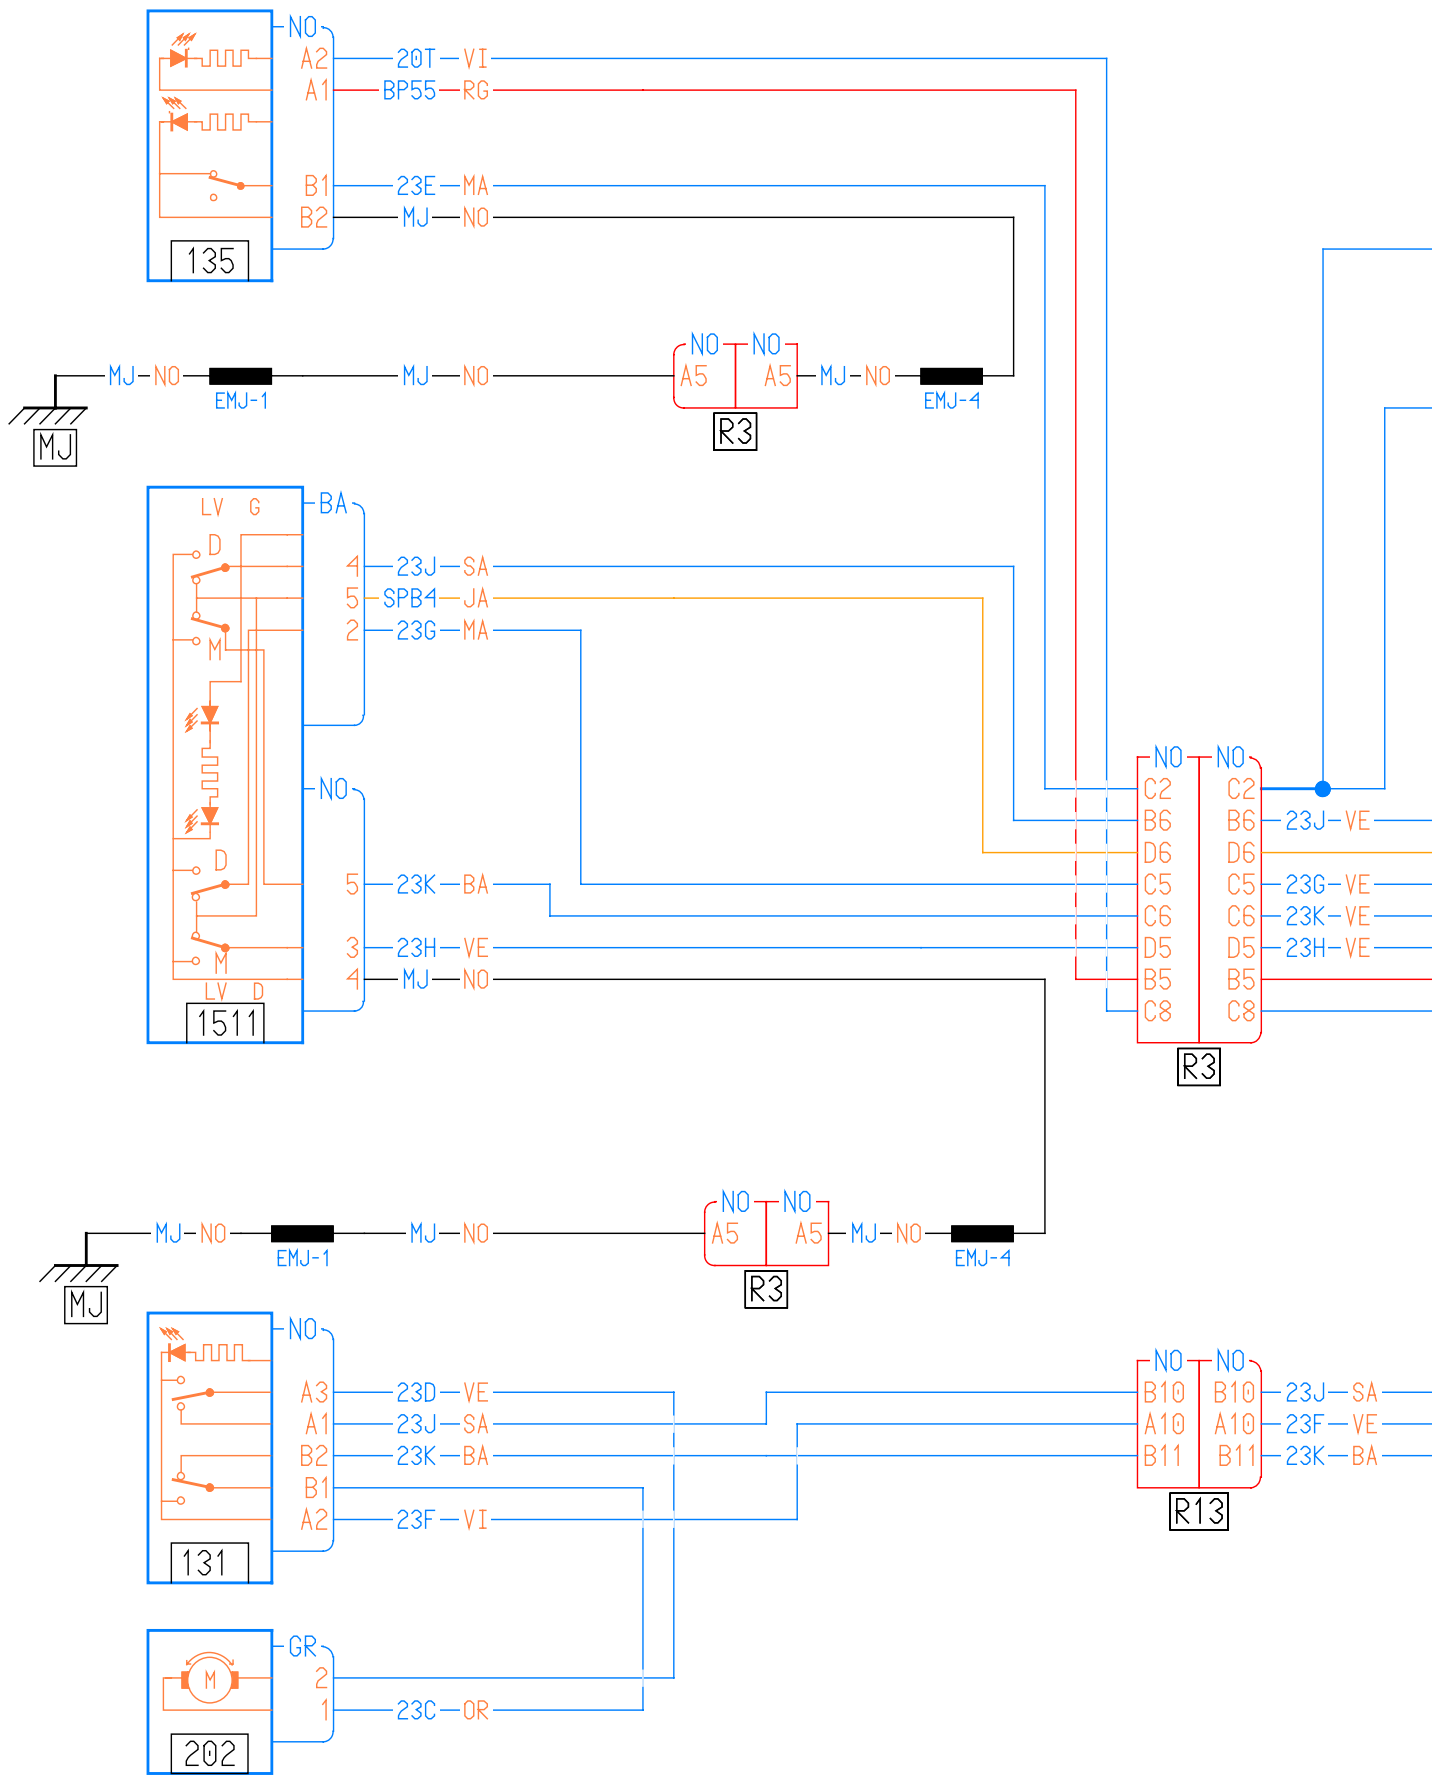 NO
A2 20T VI
A1 BP55 RG
B1 23E MA
B2 MJ NO
135
NO NO
MJ NO MJ NO A5 A5 MJ NO
EMJ-1 EMJ-4
MJ R3
LV G BA
D
4 23J SA
5 SPB4 JA
2 23G MA
M
NO NO NO
C2 C2
B6 B6 23J VE
D6 D6
D
5 23K BA C5 C5 23G VE
C6 C6 23K VE
3 23H VE D5 D5 23H VE
M
4 MJ NO B5 B5
LV D
C8 C8
1511
R3
NO NO
MJ NO MJ NO A5 A5 MJ NO
EMJ-1 EMJ-4
MJ R3
NO
NO NO
A3 23D VE B10 B10 23J SA
A1 23J SA A10 A10 23F VE
B2 23K BA B11 B11 23K BA
B1
A2 23F VI R13
131
GR
M 2
1 23C OR
202